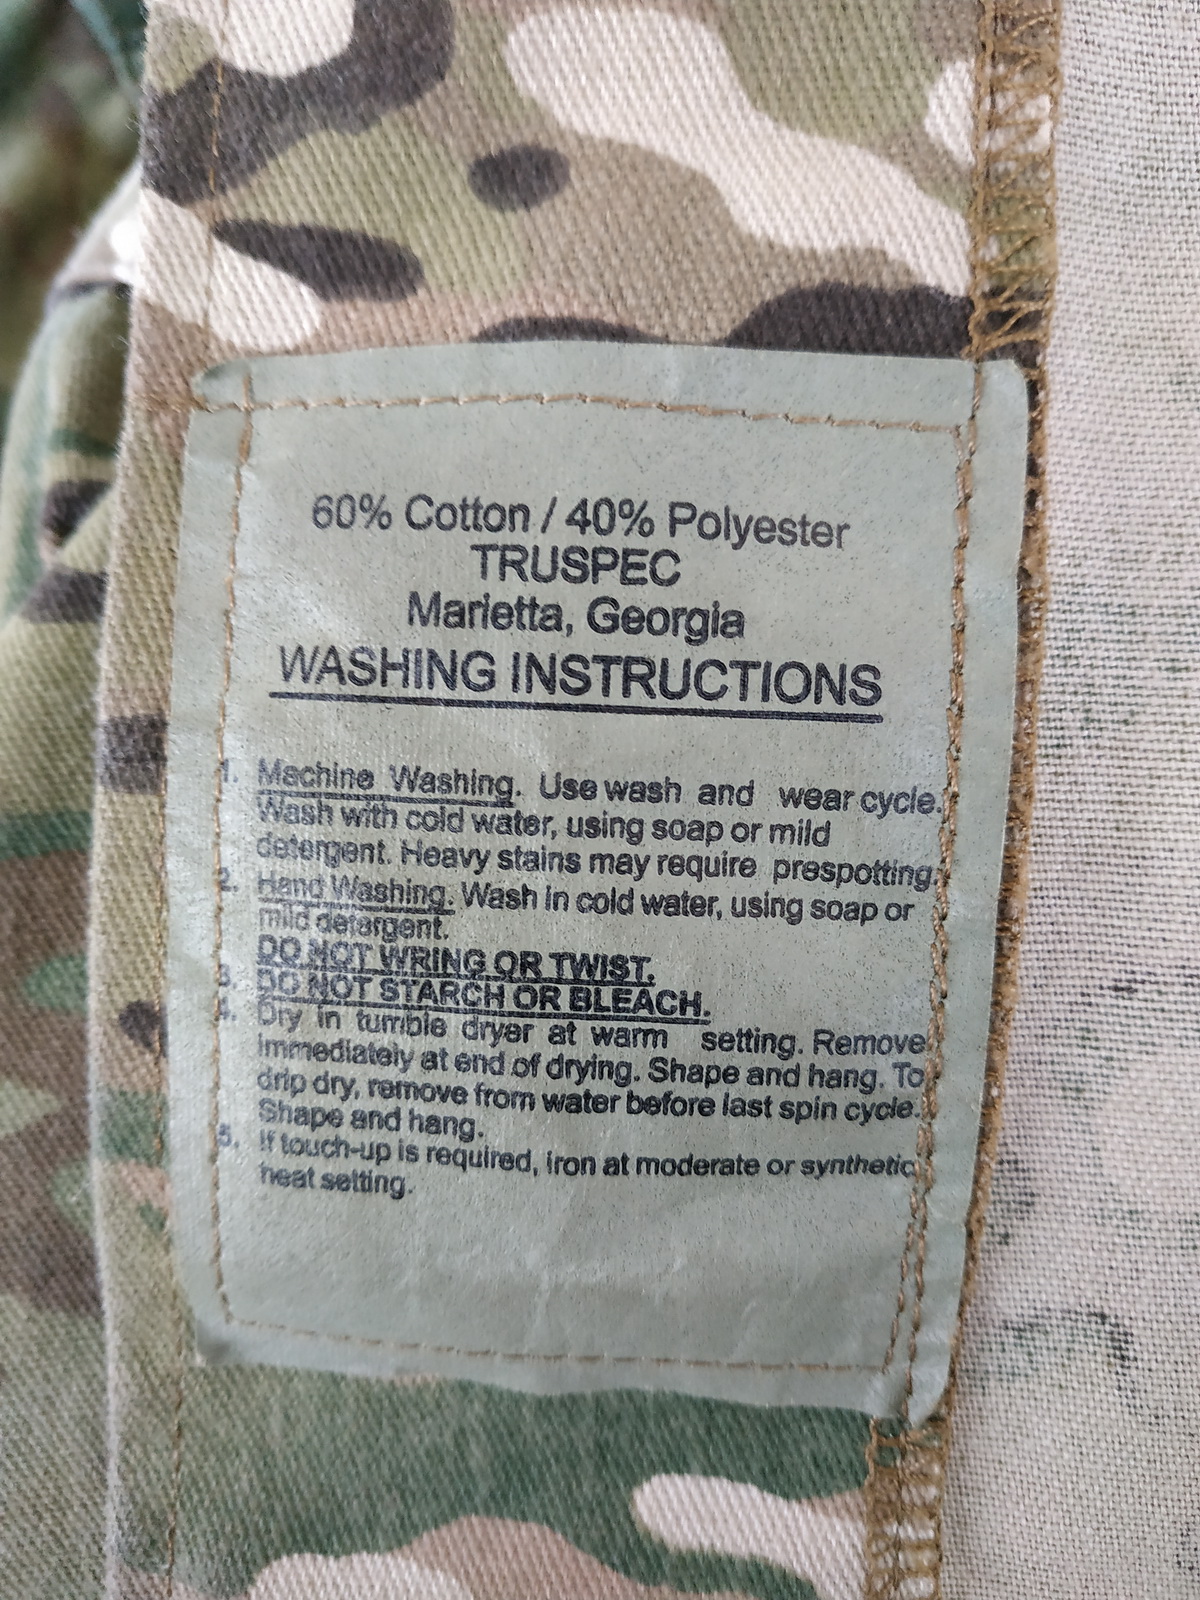 60% Cotton / 40% Polyester
TRUSPEC
Marietta, Georgia
WASHING INSTRUCTIONS
1. Machine Washing. Use wash and wear cycle.
Wash with cold water, using soap or mild
detergent. Heavy stains may require prespotting.
2. Hand Washing. Wash in cold water, using soap or
mild detergent.
DO NOT WRING OR TWIST.
3. DO NOT STARCH OR BLEACH.
4. Dry in tumble dryer at warm setting. Remove
immediately at end of drying. Shape and hang. To
drip dry, remove from water before last spin cycle.
Shape and hang.
5. If touch-up is required, iron at moderate or synthetic
heat setting.